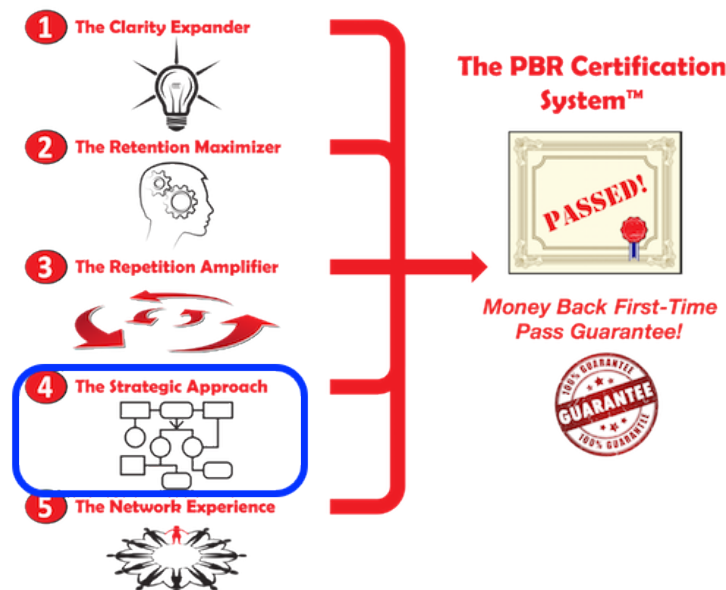 1 The Clarity Expander
2 The Retention Maximizer
3 The Repetition Amplifier
4 The Strategic Approach
5 The Network Experience
The PBR Certification
System™
PASSED!
Money Back First-Time
Pass Guarantee!
100% GUARANTEE
GUARANTEE
100% GUARANTEE